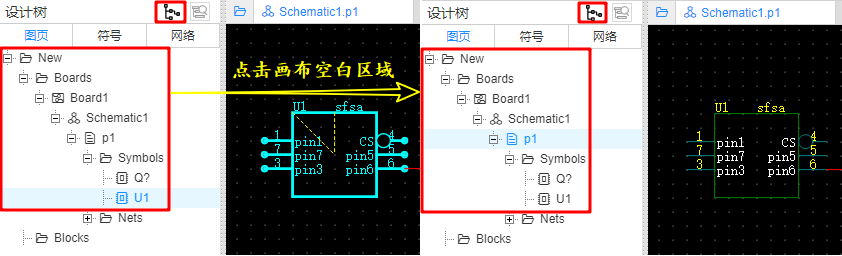 设计树
图页 符号 网络
New
Boards
Board1
Schematic1
p1
Symbols
Q?
U1
Nets
Blocks
Schematic1.p1
点击画布空白区域
U1 sfsa
1 pin1 CS 4
7 pin7 pin5 5
3 pin3 pin6 6
设计树
图页 符号 网络
New
Boards
Board1
Schematic1
p1
Symbols
Q?
U1
Nets
Blocks
Schematic1.p1
U1 sfsa
1 pin1 CS 4
7 pin7 pin5 5
3 pin3 pin6 6